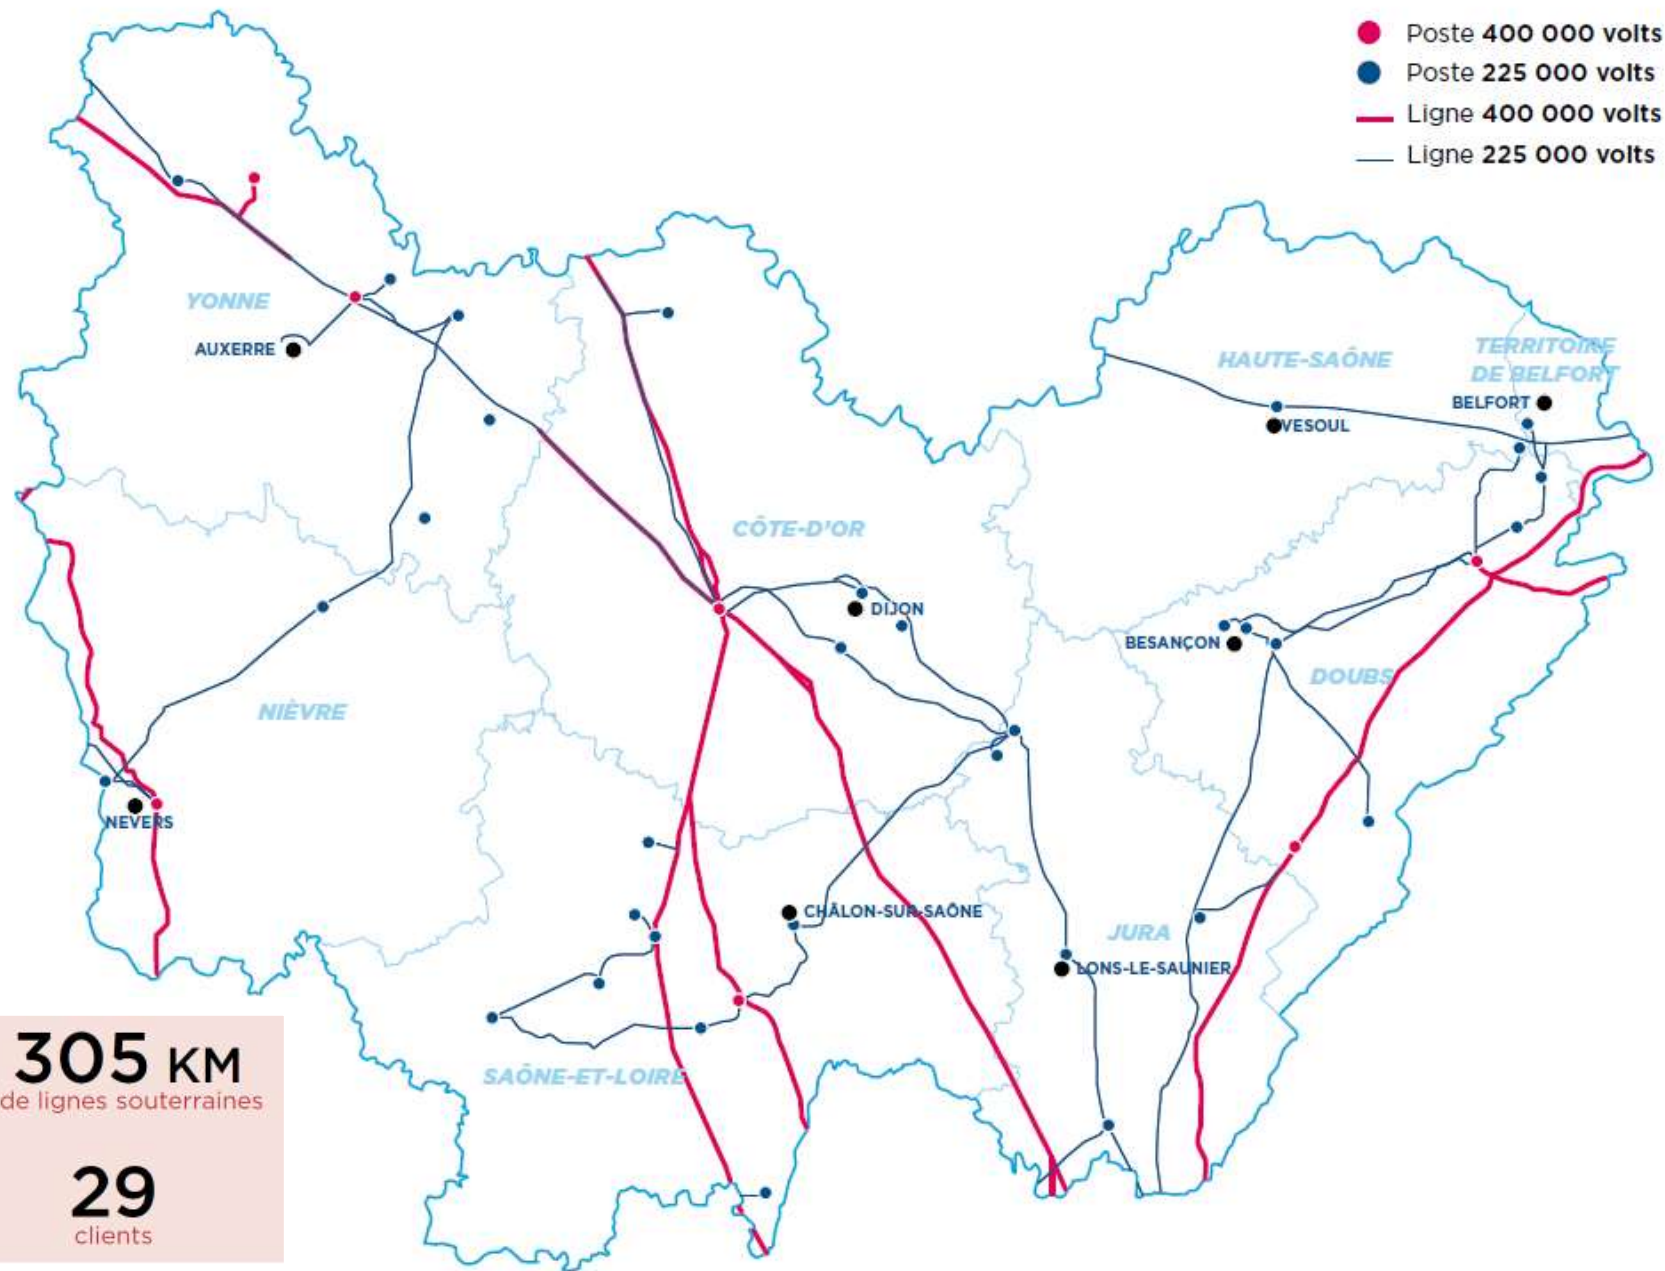 Poste 400 000 volts
Poste 225 000 volts
Ligne 400 000 volts
Ligne 225 000 volts
YONNE
AUXERRE
HAUTE-SAÔNE
TERRITOIRE
DE BELFORT
BELFORT
VESOUL
CÔTE-D'OR
DIJON
BESANÇON
DOUBS
NIÈVRE
NEVERS
CHÂLON-SUR-SAÔNE
JURA
LONS-LE-SAUNIER
SAÔNE-ET-LOIRE
305 KM
de lignes souterraines
29
clients